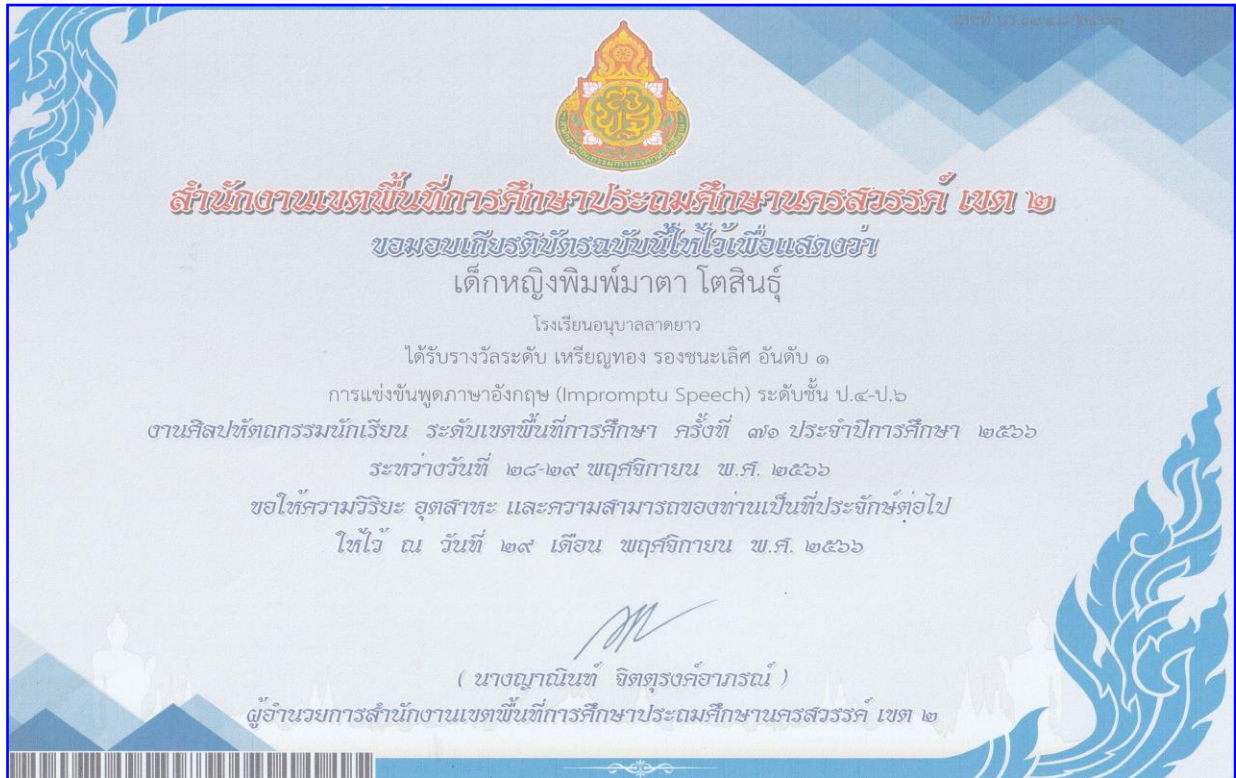 สำนักงานเขตพื้นที่การศึกษาประถมศึกษานครสวรรค์ เขต ๒
ขอมอบเกียรติบัตรฉบับนี้ให้ไว้เพื่อแสดงว่า
เด็กหญิงพิมพ์มาตา โตสินธุ์
โรงเรียนอนุบาลลาดยาว
ได้รับรางวัลระดับ เหรียญทอง รองชนะเลิศ อันดับ ๑
การแข่งขันพูดภาษาอังกฤษ (Impromptu Speech) ระดับชั้น ป.๔-ป.๖
งานศิลปหัตถกรรมนักเรียน ระดับเขตพื้นที่การศึกษา ครั้งที่ ๗๑ ประจำปีการศึกษา ๒๕๖๖
ระหว่างวันที่ ๒๘-๒๙ พฤศจิกายน พ.ศ. ๒๕๖๖
ขอให้ความวิริยะ อุตสาหะ และความสามารถของท่านเป็นที่ประจักษ์ต่อไป
ให้ไว้ ณ วันที่ ๒๙ เดือน พฤศจิกายน พ.ศ. ๒๕๖๖
( นางญาณินท์ จิตตุรงค์อาภรณ์ )
ผู้อำนวยการสำนักงานเขตพื้นที่การศึกษาประถมศึกษานครสวรรค์ เขต ๒